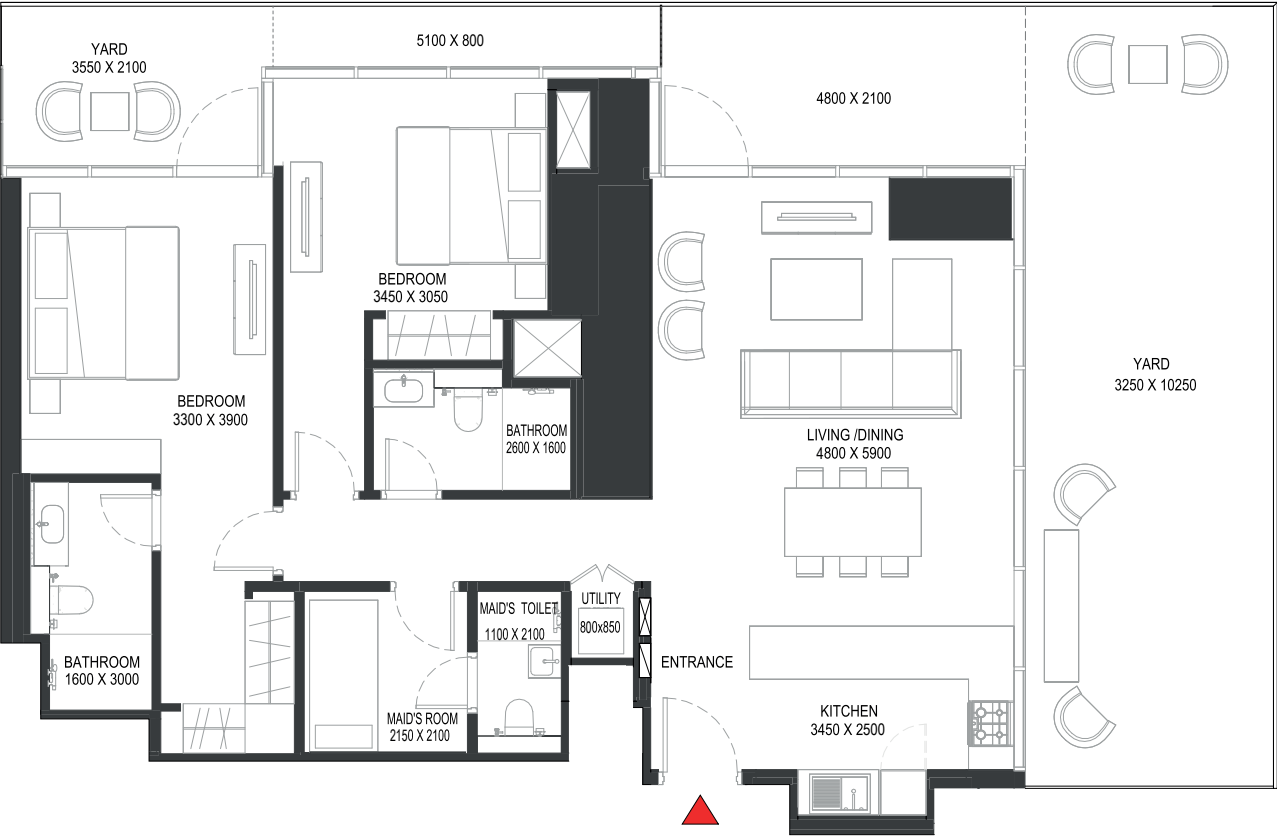 YARD
3550 X 2100
5100 X 800
4800 X 2100
BEDROOM
3450 X 3050
YARD
3250 X 10250
BEDROOM
3300 X 3900
BATHROOM
2600 X 1600
LIVING /DINING
4800 X 5900
UTILITY
800x850
MAID'S TOILET
1100 X 2100
ENTRANCE
BATHROOM
1600 X 3000
MAID'S ROOM
2150 X 2100
KITCHEN
3450 X 2500